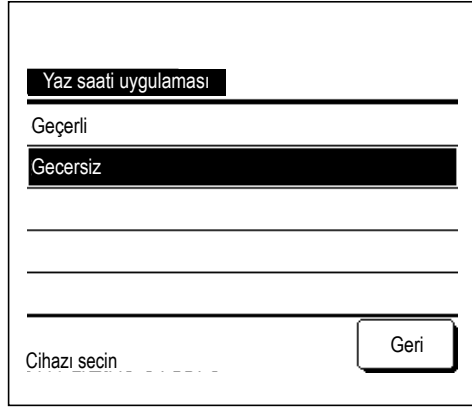 Yaz saati uygulaması
Geçerli
Gecersiz
Geri
Cihazı secin